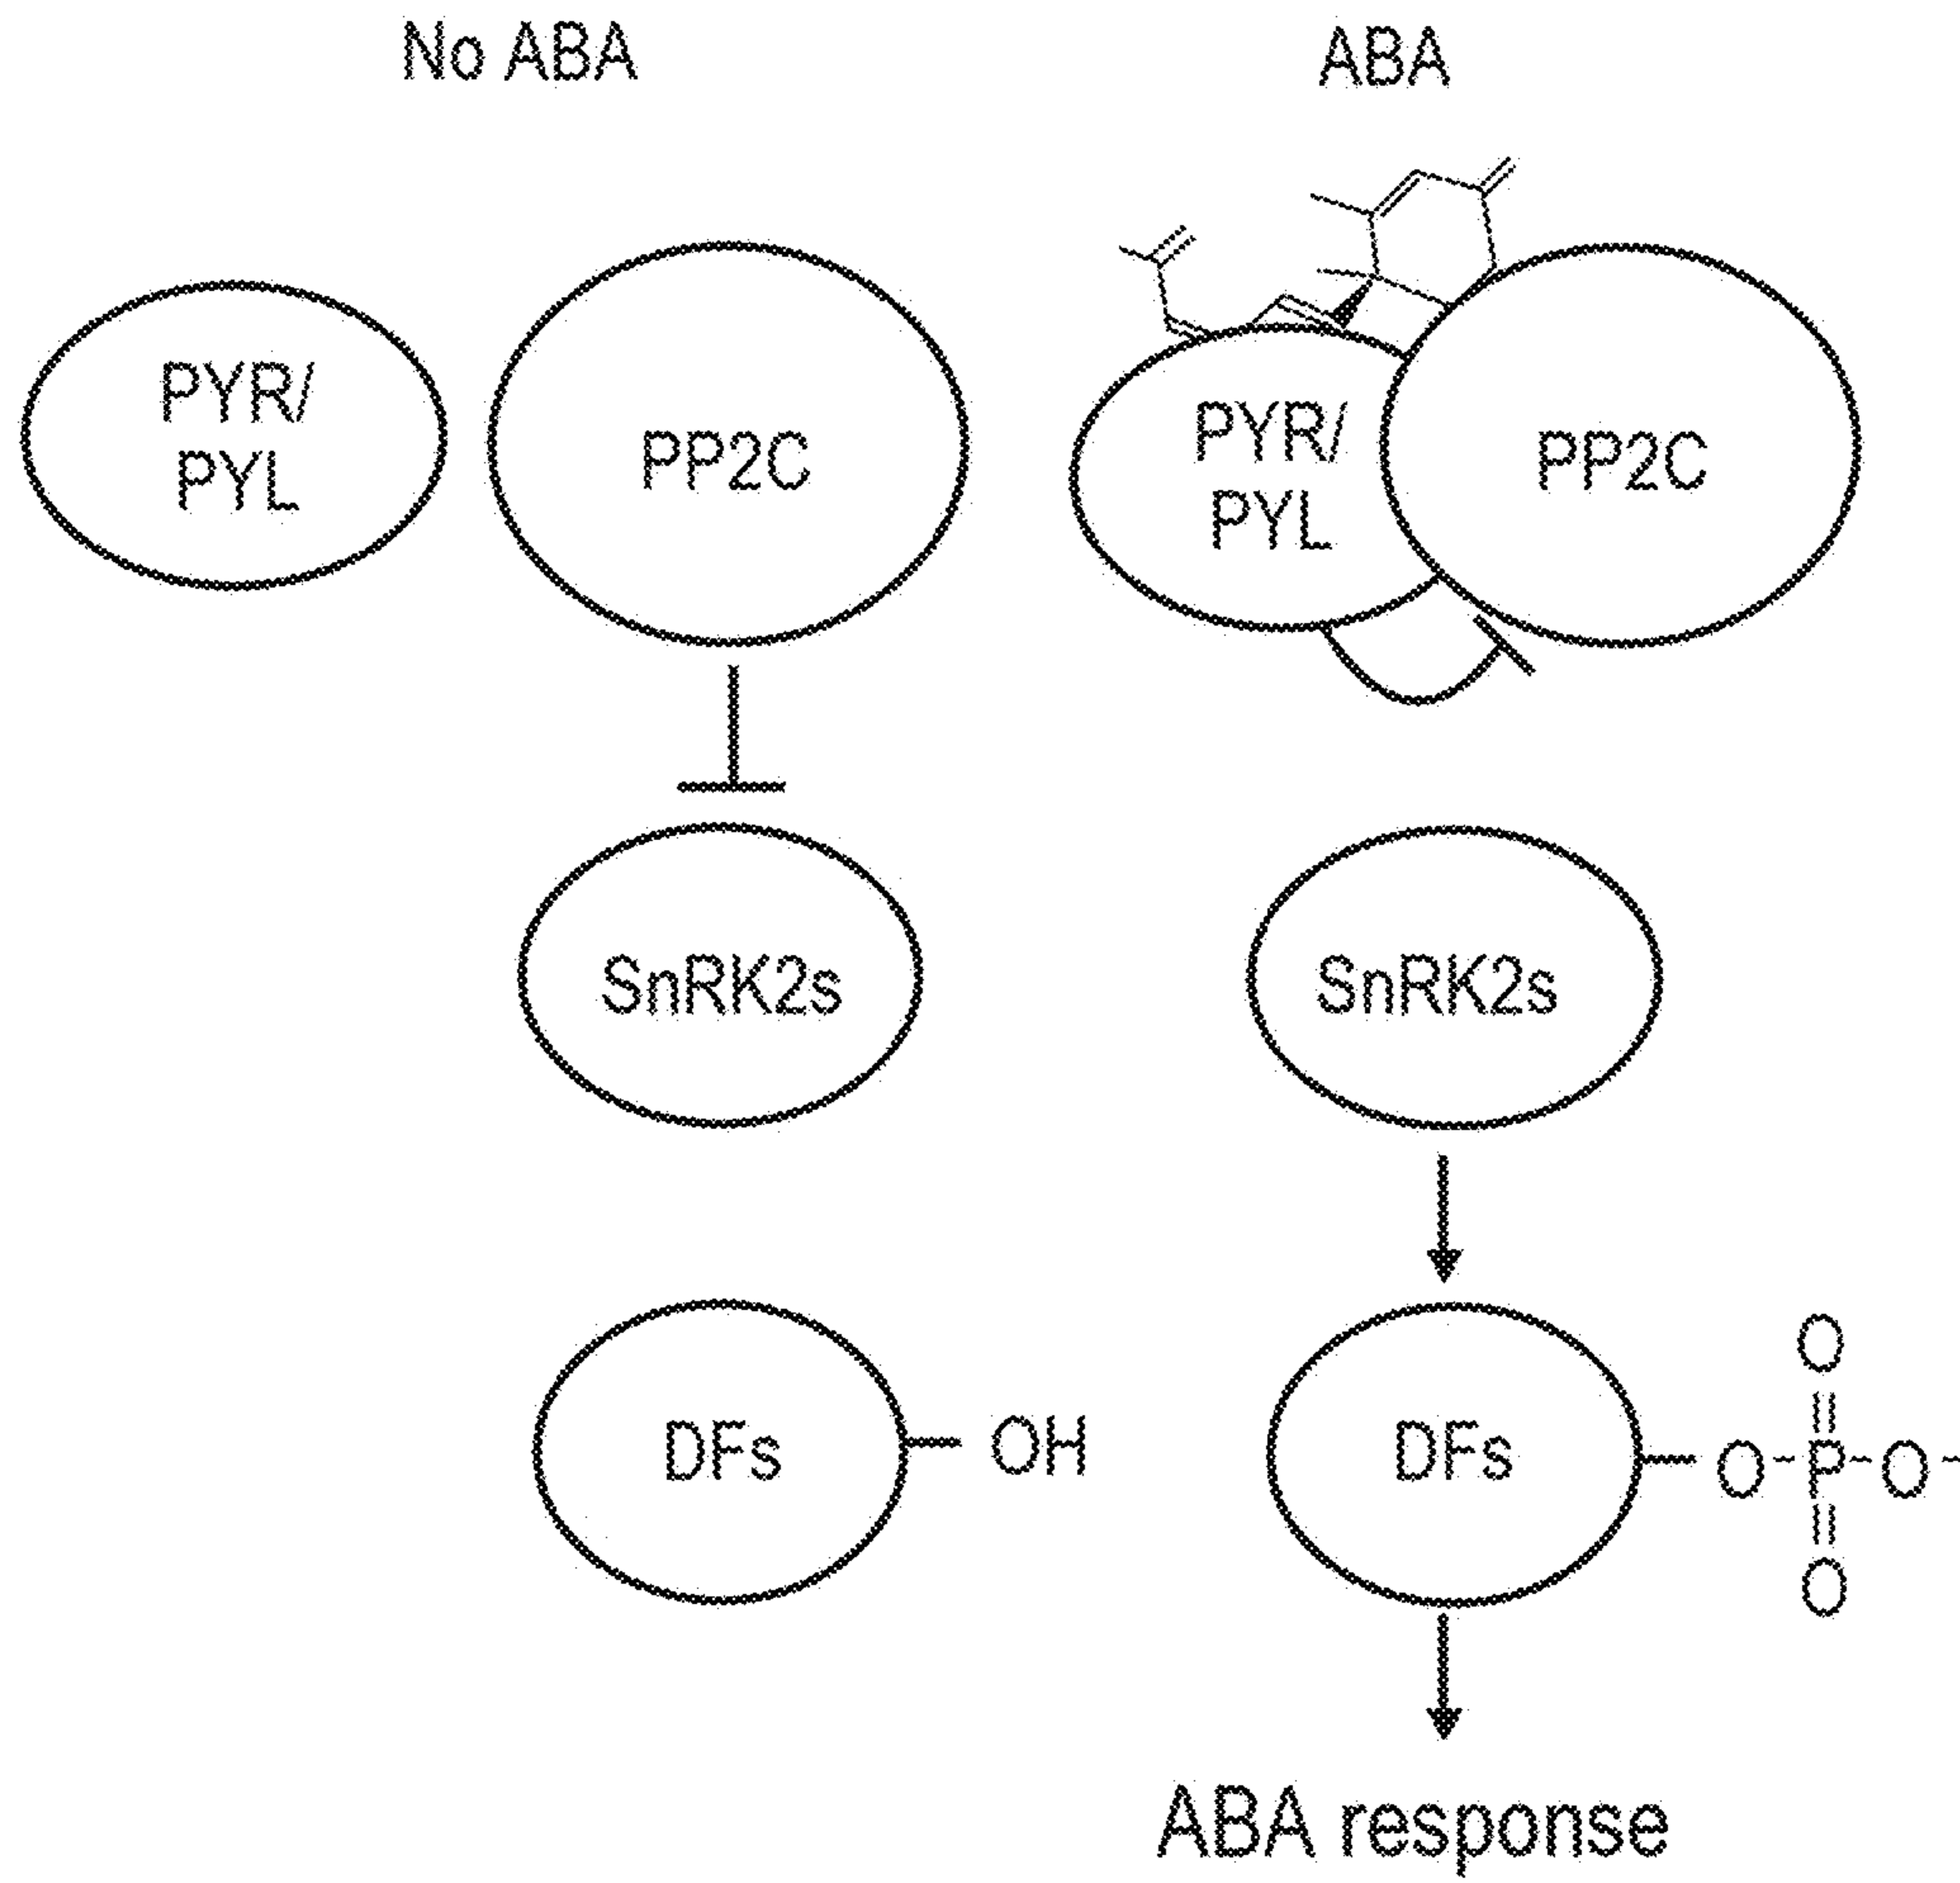 No ABA
ABA
PYR/
PYL
PP2C
PYR/
PYL
PP2C
SnRK2s
SnRK2s
DFs
OH
DFs
O
O-P-O-
O
ABA response